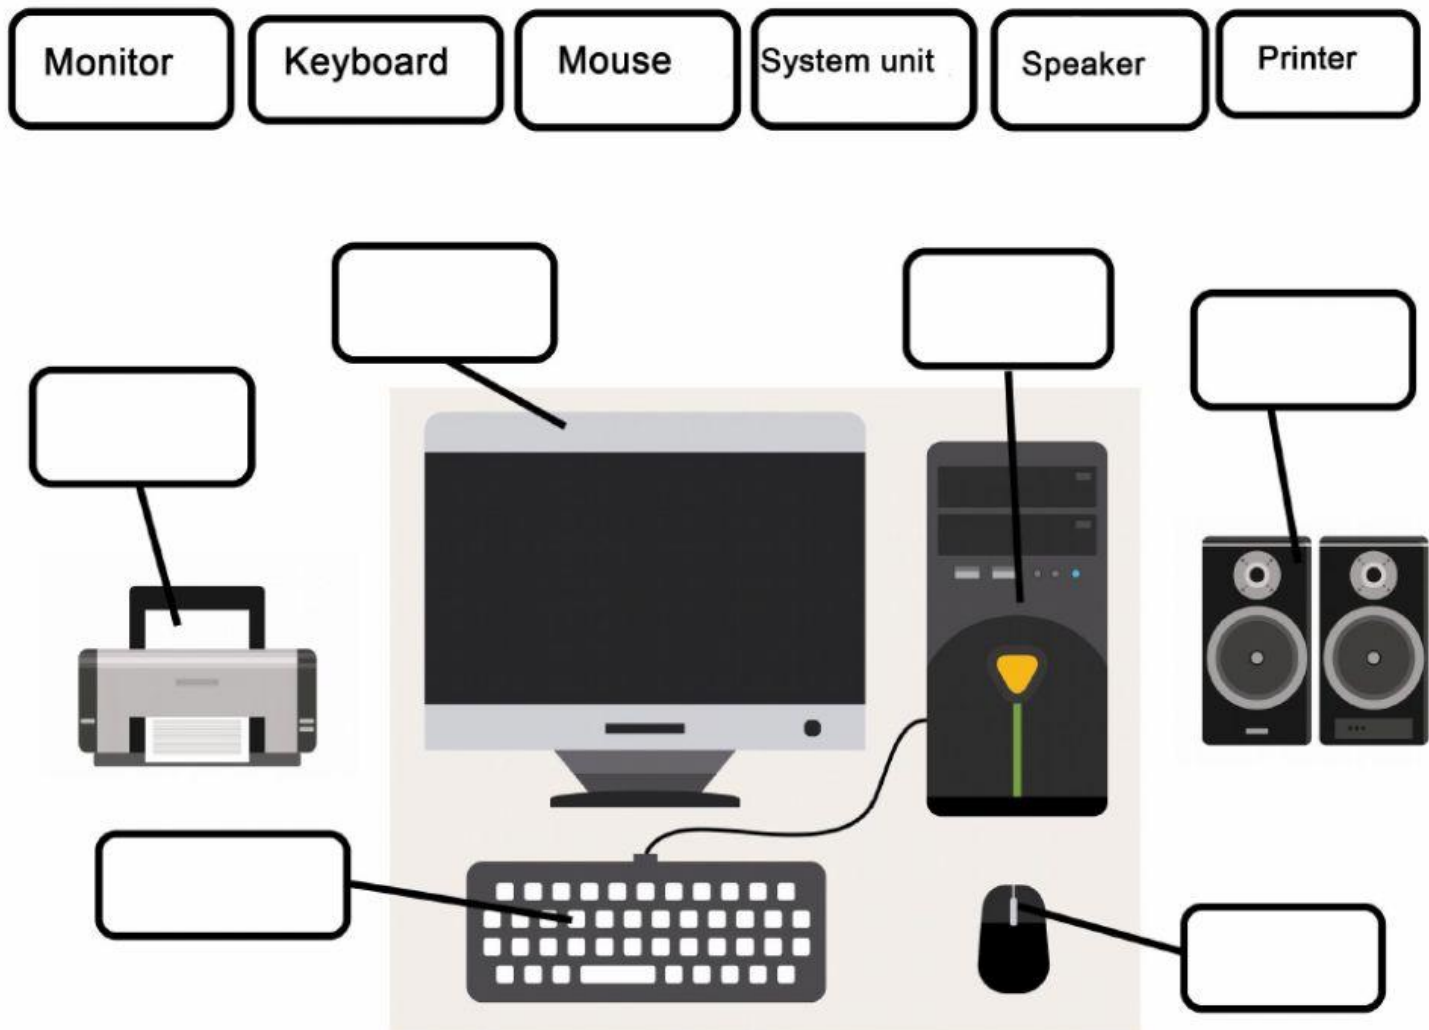 Monitor
Keyboard
Mouse
System unit
Speaker
Printer